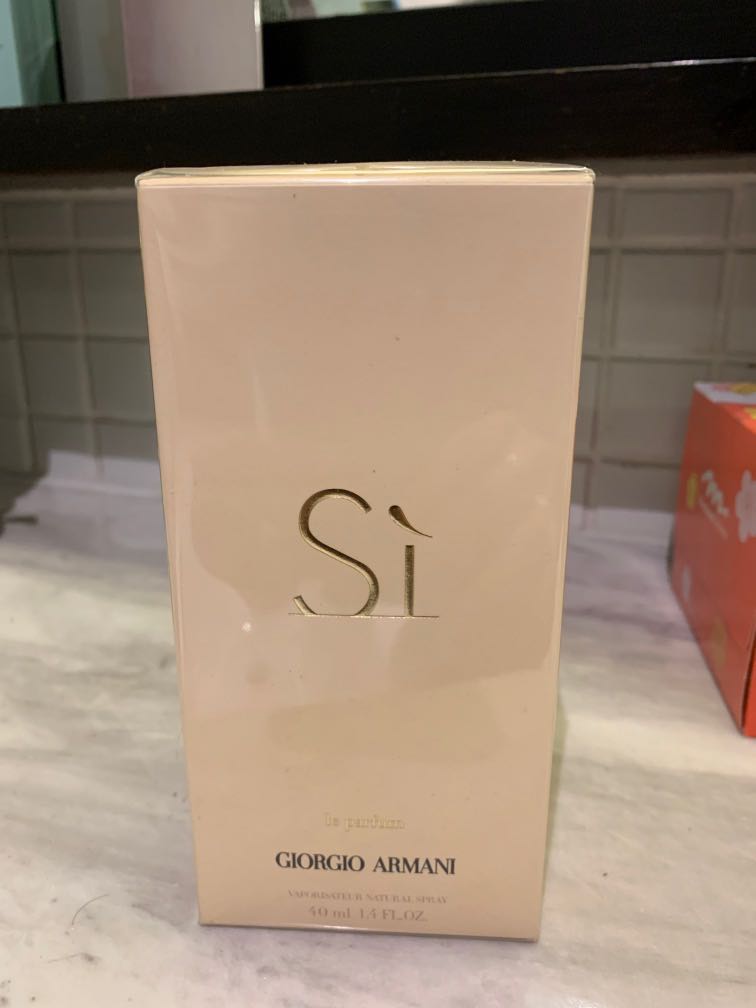 Sì
le parfum
GIORGIO ARMANI
VAPORISATEUR NATURAL SPRAY
40 ml 1.4 FL.OZ.